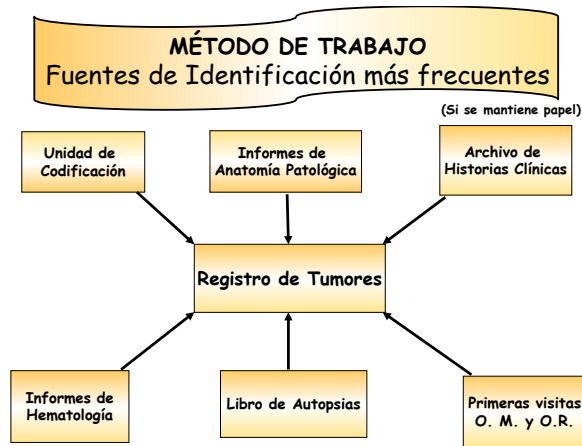 MÉTODO DE TRABAJO
Fuentes de Identificación más frecuentes
(Si se mantiene papel)
Unidad de
Codificación
Informes de
Anatomía Patológica
Archivo de
Historias Clínicas
Registro de Tumores
Informes de
Hematología
Libro de Autopsias
Primeras visitas
O. M. y O.R.